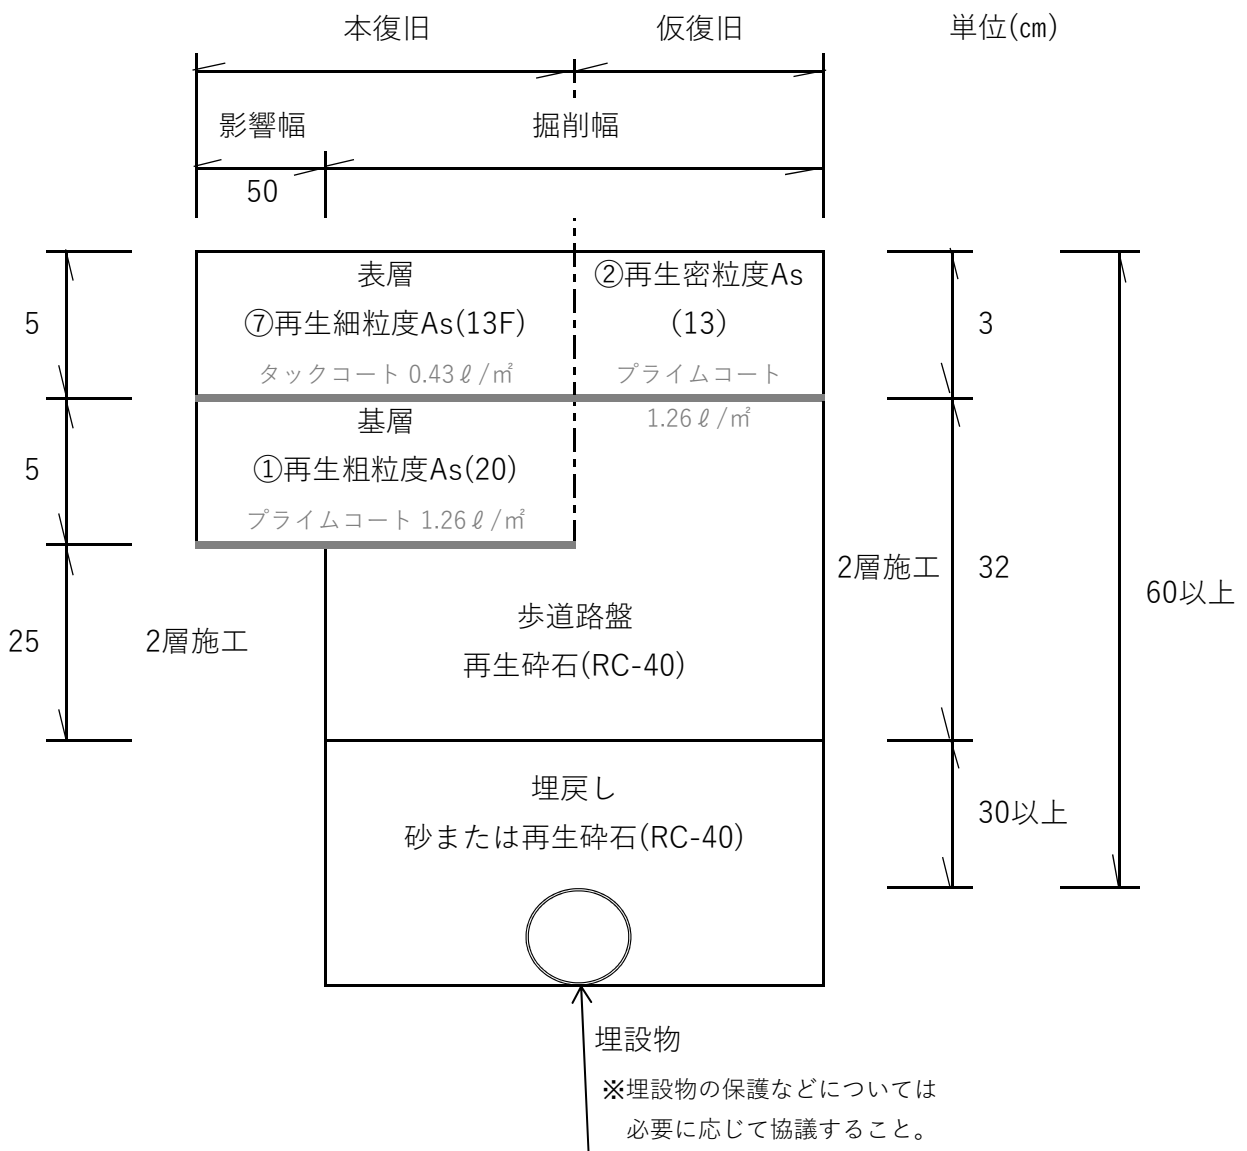 本復旧
仮復旧
単位(㎝)
影響幅
掘削幅
50
表層
②再生密粒度As
5
⑦再生細粒度As(13F)
(13)
3
タックコート 0.43ℓ/㎡
プライムコート
1.26ℓ/㎡
基層
5
①再生粗粒度As(20)
プライムコート 1.26ℓ/㎡
2層施工
32
60以上
歩道路盤
25
2層施工
再生砕石(RC-40)
埋戻し
30以上
砂または再生砕石(RC-40)
埋設物
※埋設物の保護などについては
必要に応じて協議すること。